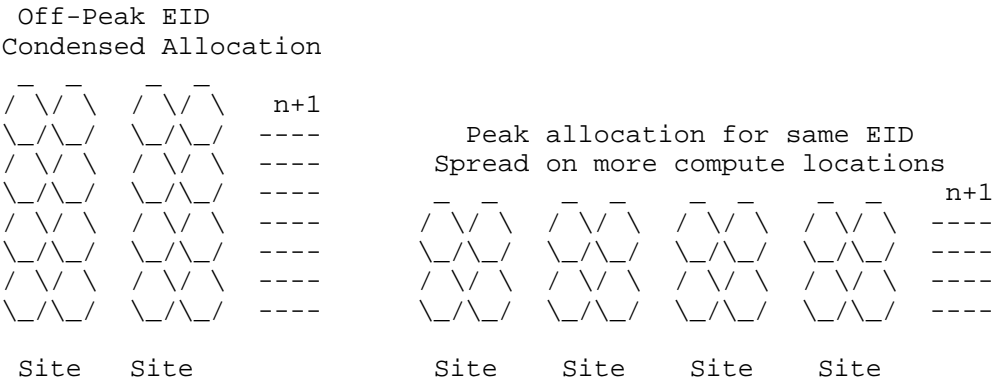 Off-Peak EID
Condensed Allocation
n+1
Peak allocation for same EID
Spread on more compute locations
n+1
Site Site
Site Site Site Site